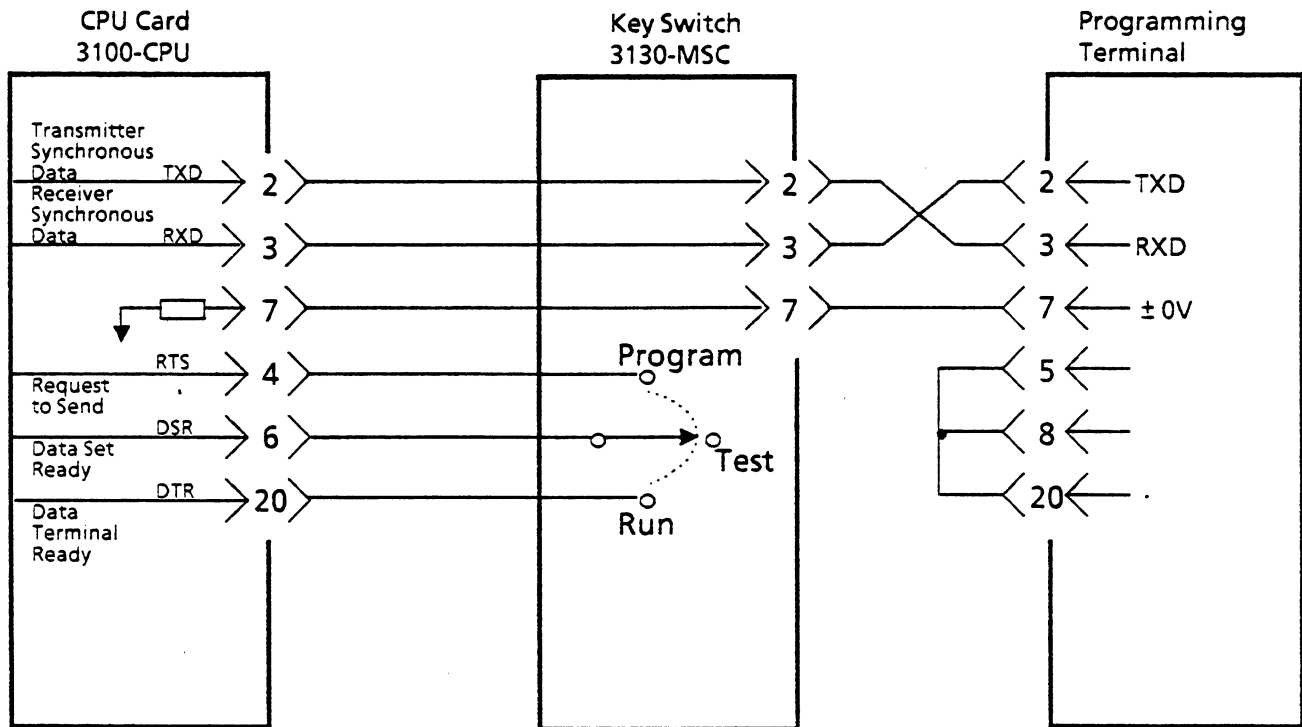 CPU Card
3100-CPU
Key Switch
3130-MSC
Programming
Terminal
Transmitter
Synchronous
Data TXD
2
2
2
TXD
Receiver
Synchronous
Data RXD
3
3
3
RXD
7
7
7
± 0V
RTS
4
Request
to Send
Program
5
DSR
6
Data Set
Ready
Test
8
DTR
20
Data
Terminal
Ready
Run
20